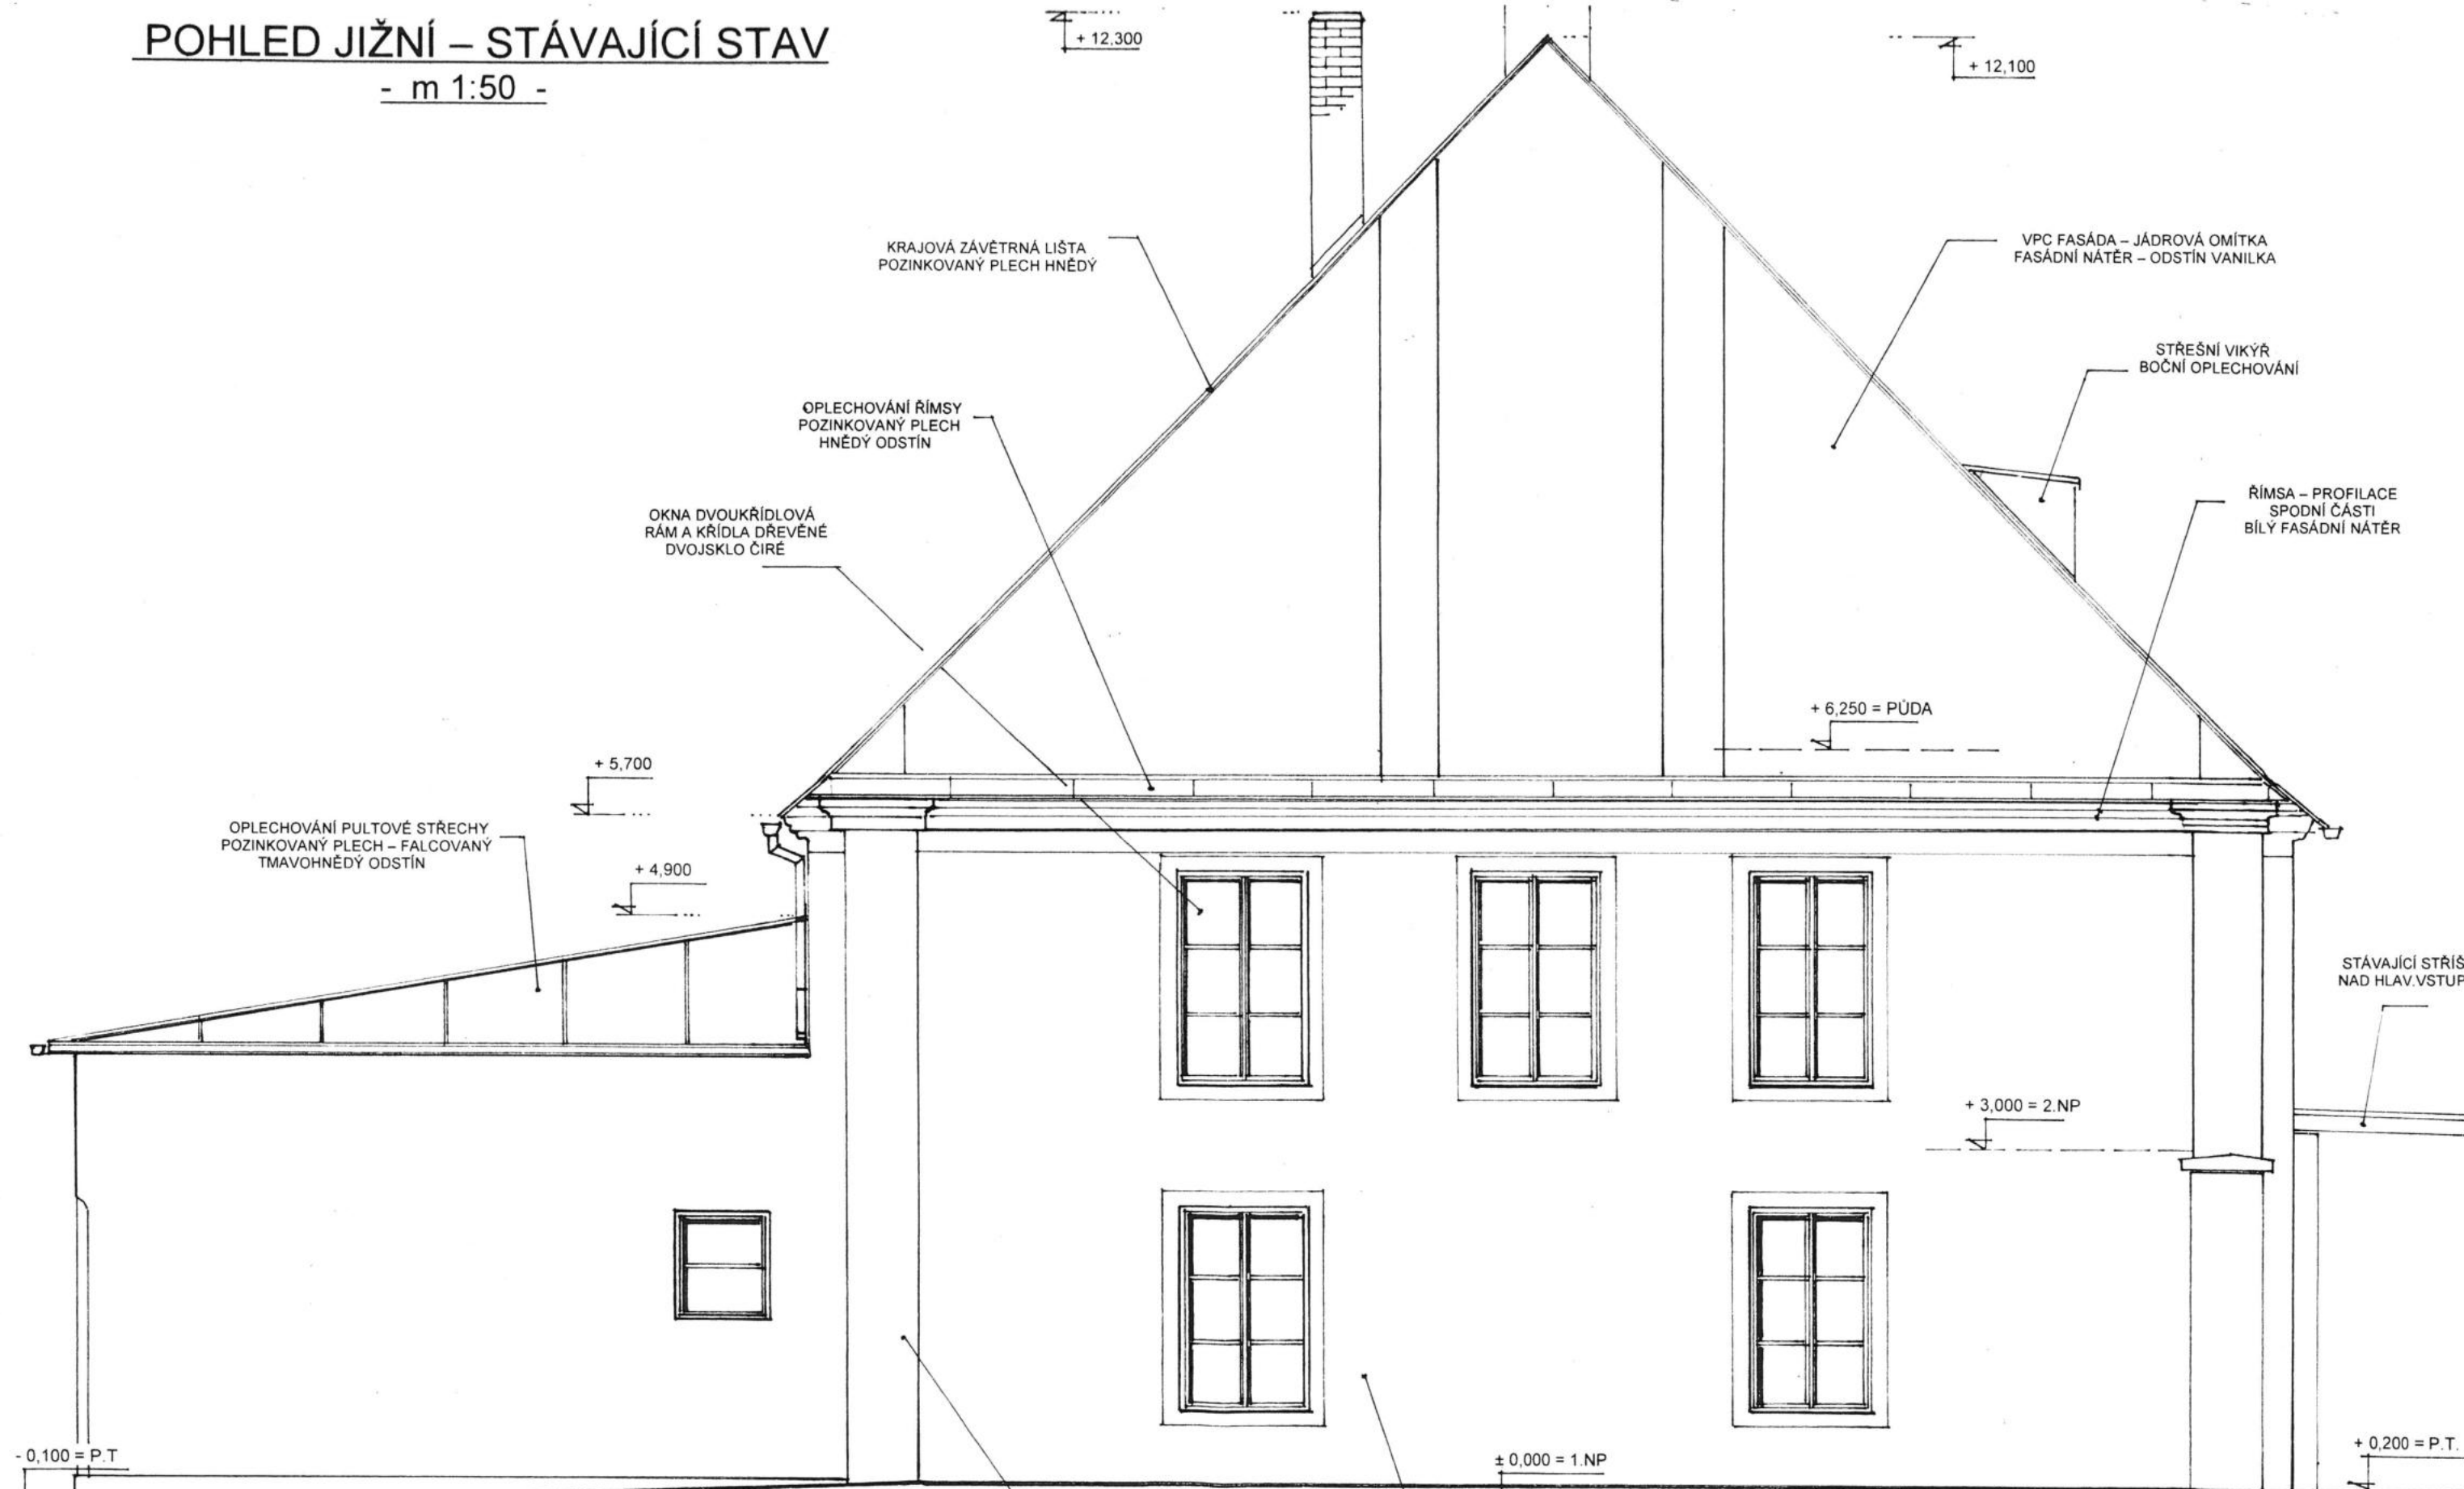 POHLED JIŽNÍ – STÁVAJÍCÍ STAV
- m 1:50 -
+ 12,300
+ 12,100
KRAJOVÁ ZÁVĚTRNÁ LIŠTA
POZINKOVANÝ PLECH HNĚDÝ
VPC FASÁDA – JÁDROVÁ OMÍTKA
FASÁDNÍ NÁTĚR – ODSTÍN VANILKA
STŘEŠNÍ VIKÝŘ
BOČNÍ OPLECHOVÁNÍ
OPLECHOVÁNÍ ŘÍMSY
POZINKOVANÝ PLECH
HNĚDÝ ODSTÍN
ŘÍMSA – PROFILACE
SPODNÍ ČÁSTI
BÍLÝ FASÁDNÍ NÁTĚR
OKNA DVOUKŘÍDLOVÁ
RÁM A KŘÍDLA DŘEVĚNÉ
DVOJSKLO ČIRÉ
+ 6,250 = PŮDA
+ 5,700
OPLECHOVÁNÍ PULTOVÉ STŘECHY
POZINKOVANÝ PLECH – FALCOVANÝ
TMAVOHNĚDÝ ODSTÍN
+ 4,900
STÁVAJÍCÍ STŘÍŠ
NAD HLAV.VSTUP
+ 3,000 = 2.NP
- 0,100 = P.T
± 0,000 = 1.NP
+ 0,200 = P.T.